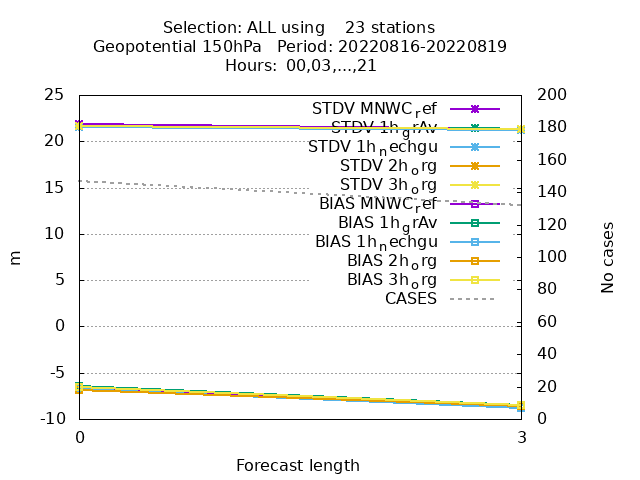 Selection: ALL using    23 stations
Geopotential 150hPa   Period: 20220816-20220819
Hours:  00,03,...,21
25
20
15
10
5
0
-5
-10
200
180
160
140
120
100
80
60
40
20
0
m
No cases
STDV MNWC_ref
STDV 1h_grAv
STDV 1h_nechgu
STDV 2h_org
STDV 3h_org
BIAS MNWC_ref
BIAS 1h_grAv
BIAS 1h_nechgu
BIAS 2h_org
BIAS 3h_org
CASES
0
3
Forecast length